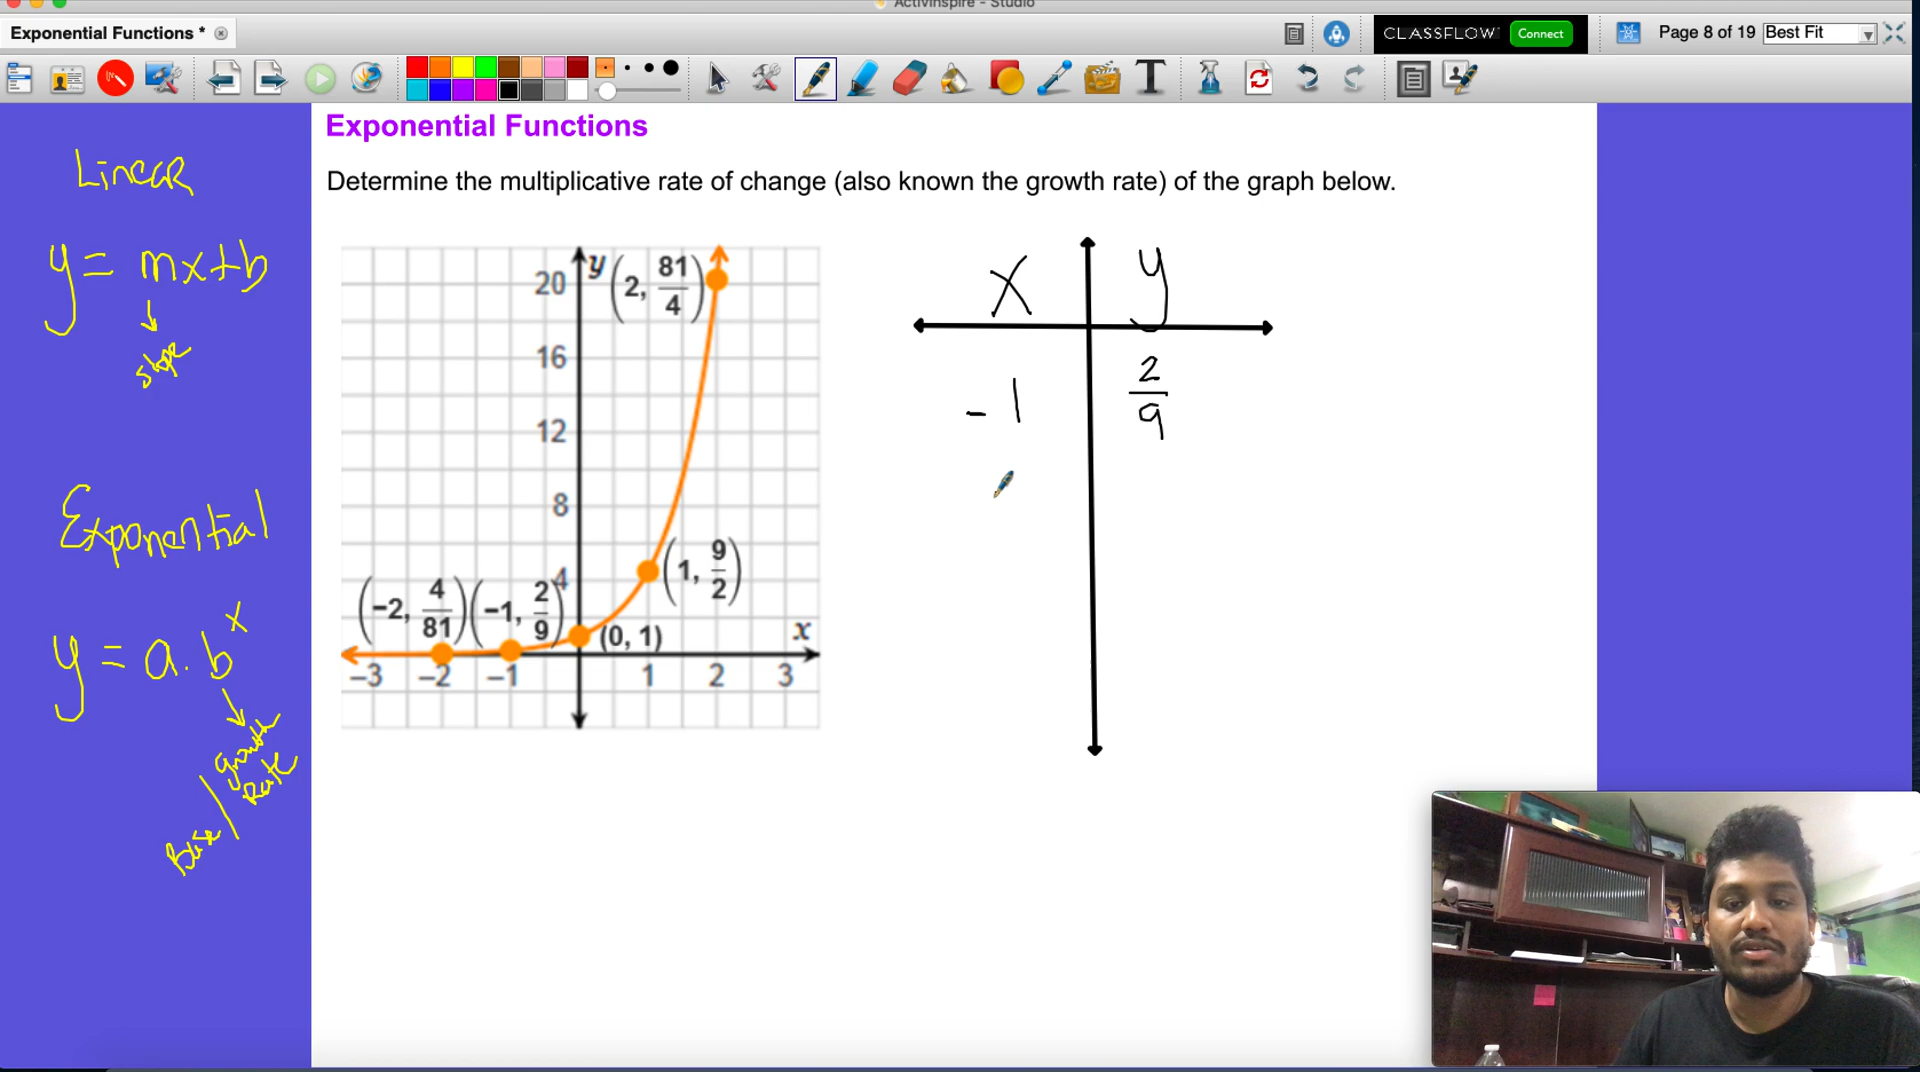 ActivInspire - Studio
Exponential Functions *
CLASSFLOW
Connect
Page 8 of 19
Best Fit
T
Exponential Functions
Determine the multiplicative rate of change (also known the growth rate) of the graph below.
Linear
y = mx+b
slope
Exponential
y = a. b^x
growth
Rate
Base /
y
x
20
16
12
8
4
-3 -2 -1 1 2 3
(2, 81/4)
(1, 9/2)
(0, 1)
(-1, 2/9)
(-2, 4/81)
x y
-1 2/9